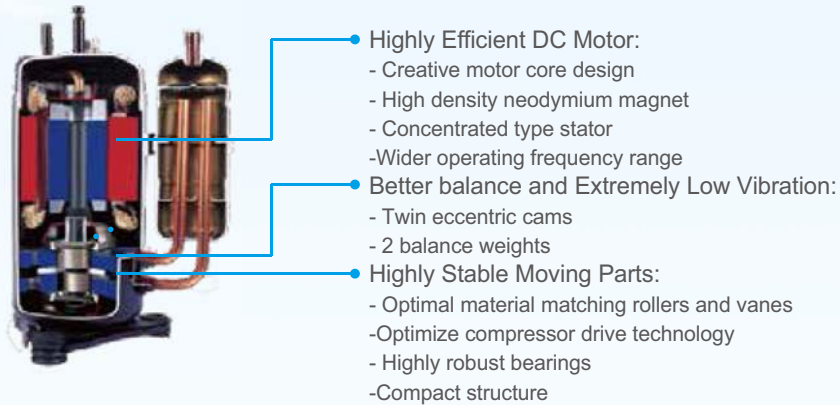 Highly Efficient DC Motor:
- Creative motor core design
- High density neodymium magnet
- Concentrated type stator
-Wider operating frequency range
Better balance and Extremely Low Vibration:
- Twin eccentric cams
- 2 balance weights
Highly Stable Moving Parts:
- Optimal material matching rollers and vanes
-Optimize compressor drive technology
- Highly robust bearings
-Compact structure